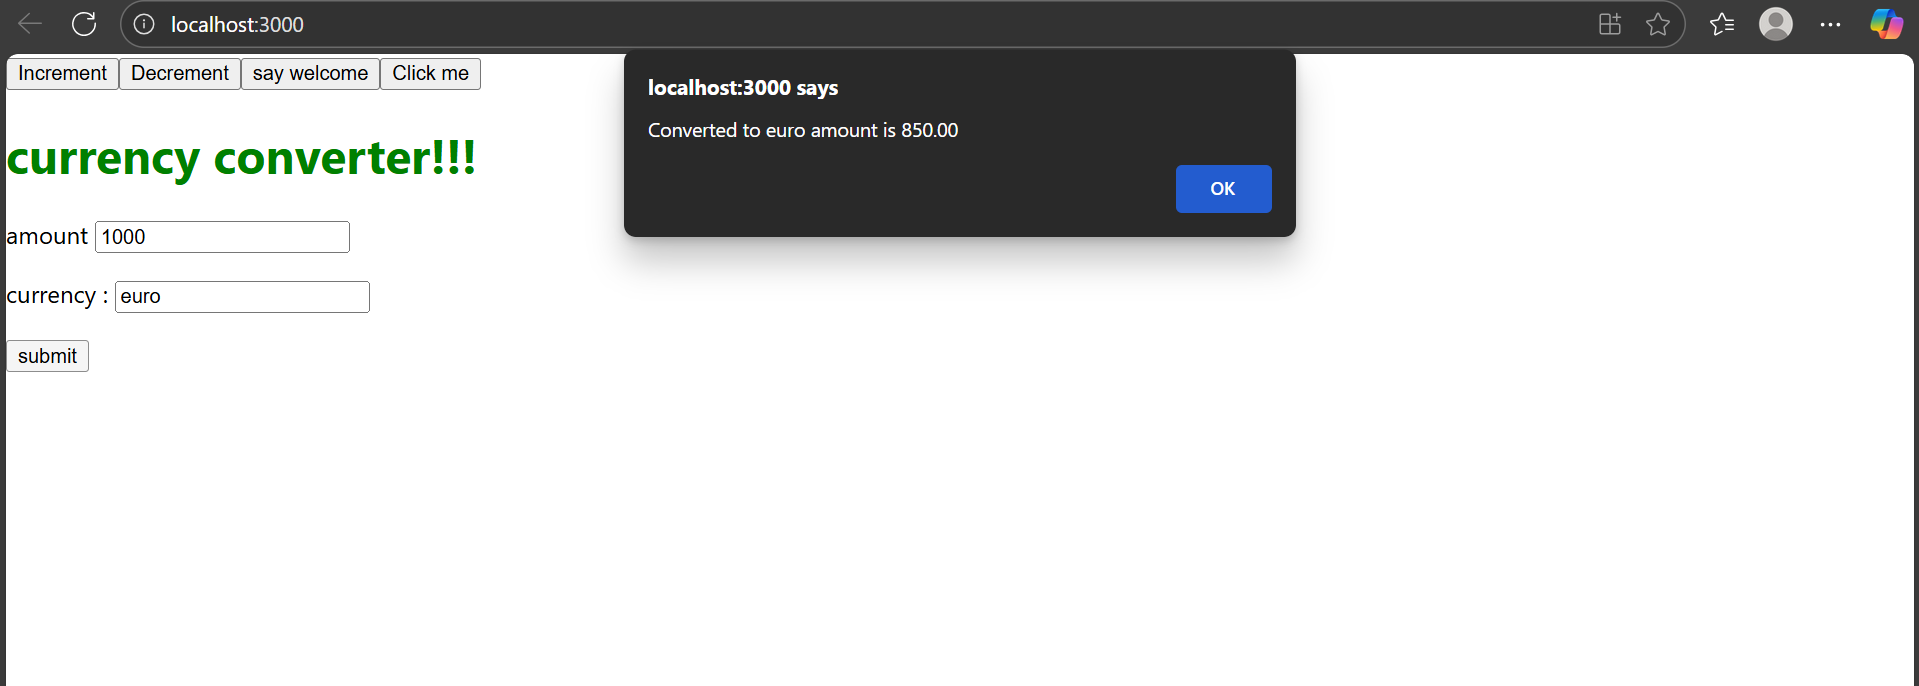 localhost:3000
Increment Decrement say welcome Click me
localhost:3000 says
Converted to euro amount is 850.00
OK
currency converter!!!
amount 1000
currency : euro
submit